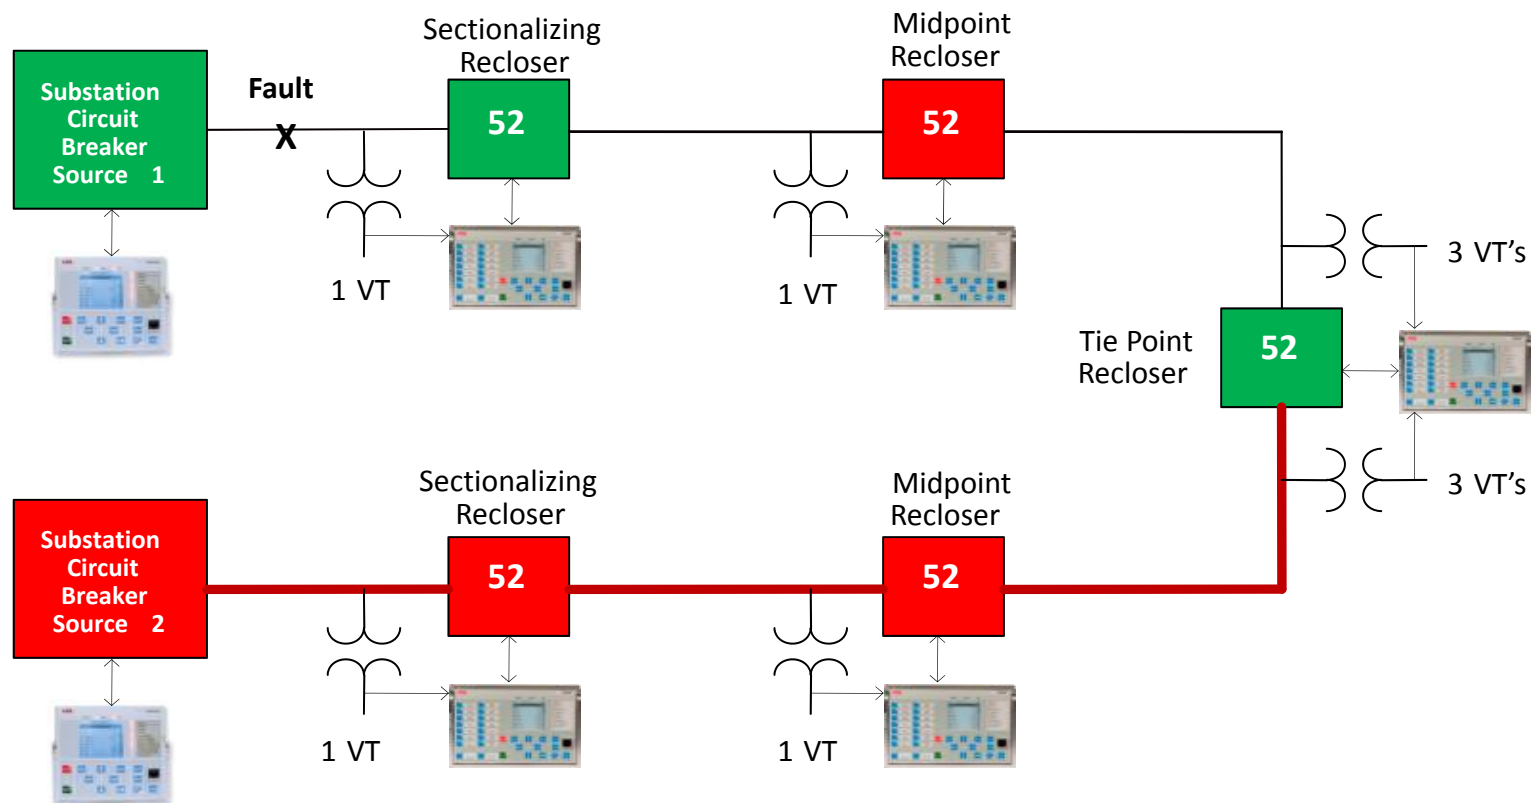 Sectionalizing
Recloser
Midpoint
Recloser
Substation
Circuit
Breaker
Source 1
Fault
X
52
52
1 VT
1 VT
3 VT's
Tie Point
Recloser
52
3 VT's
Sectionalizing
Recloser
Midpoint
Recloser
Substation
Circuit
Breaker
Source 2
52
52
1 VT
1 VT